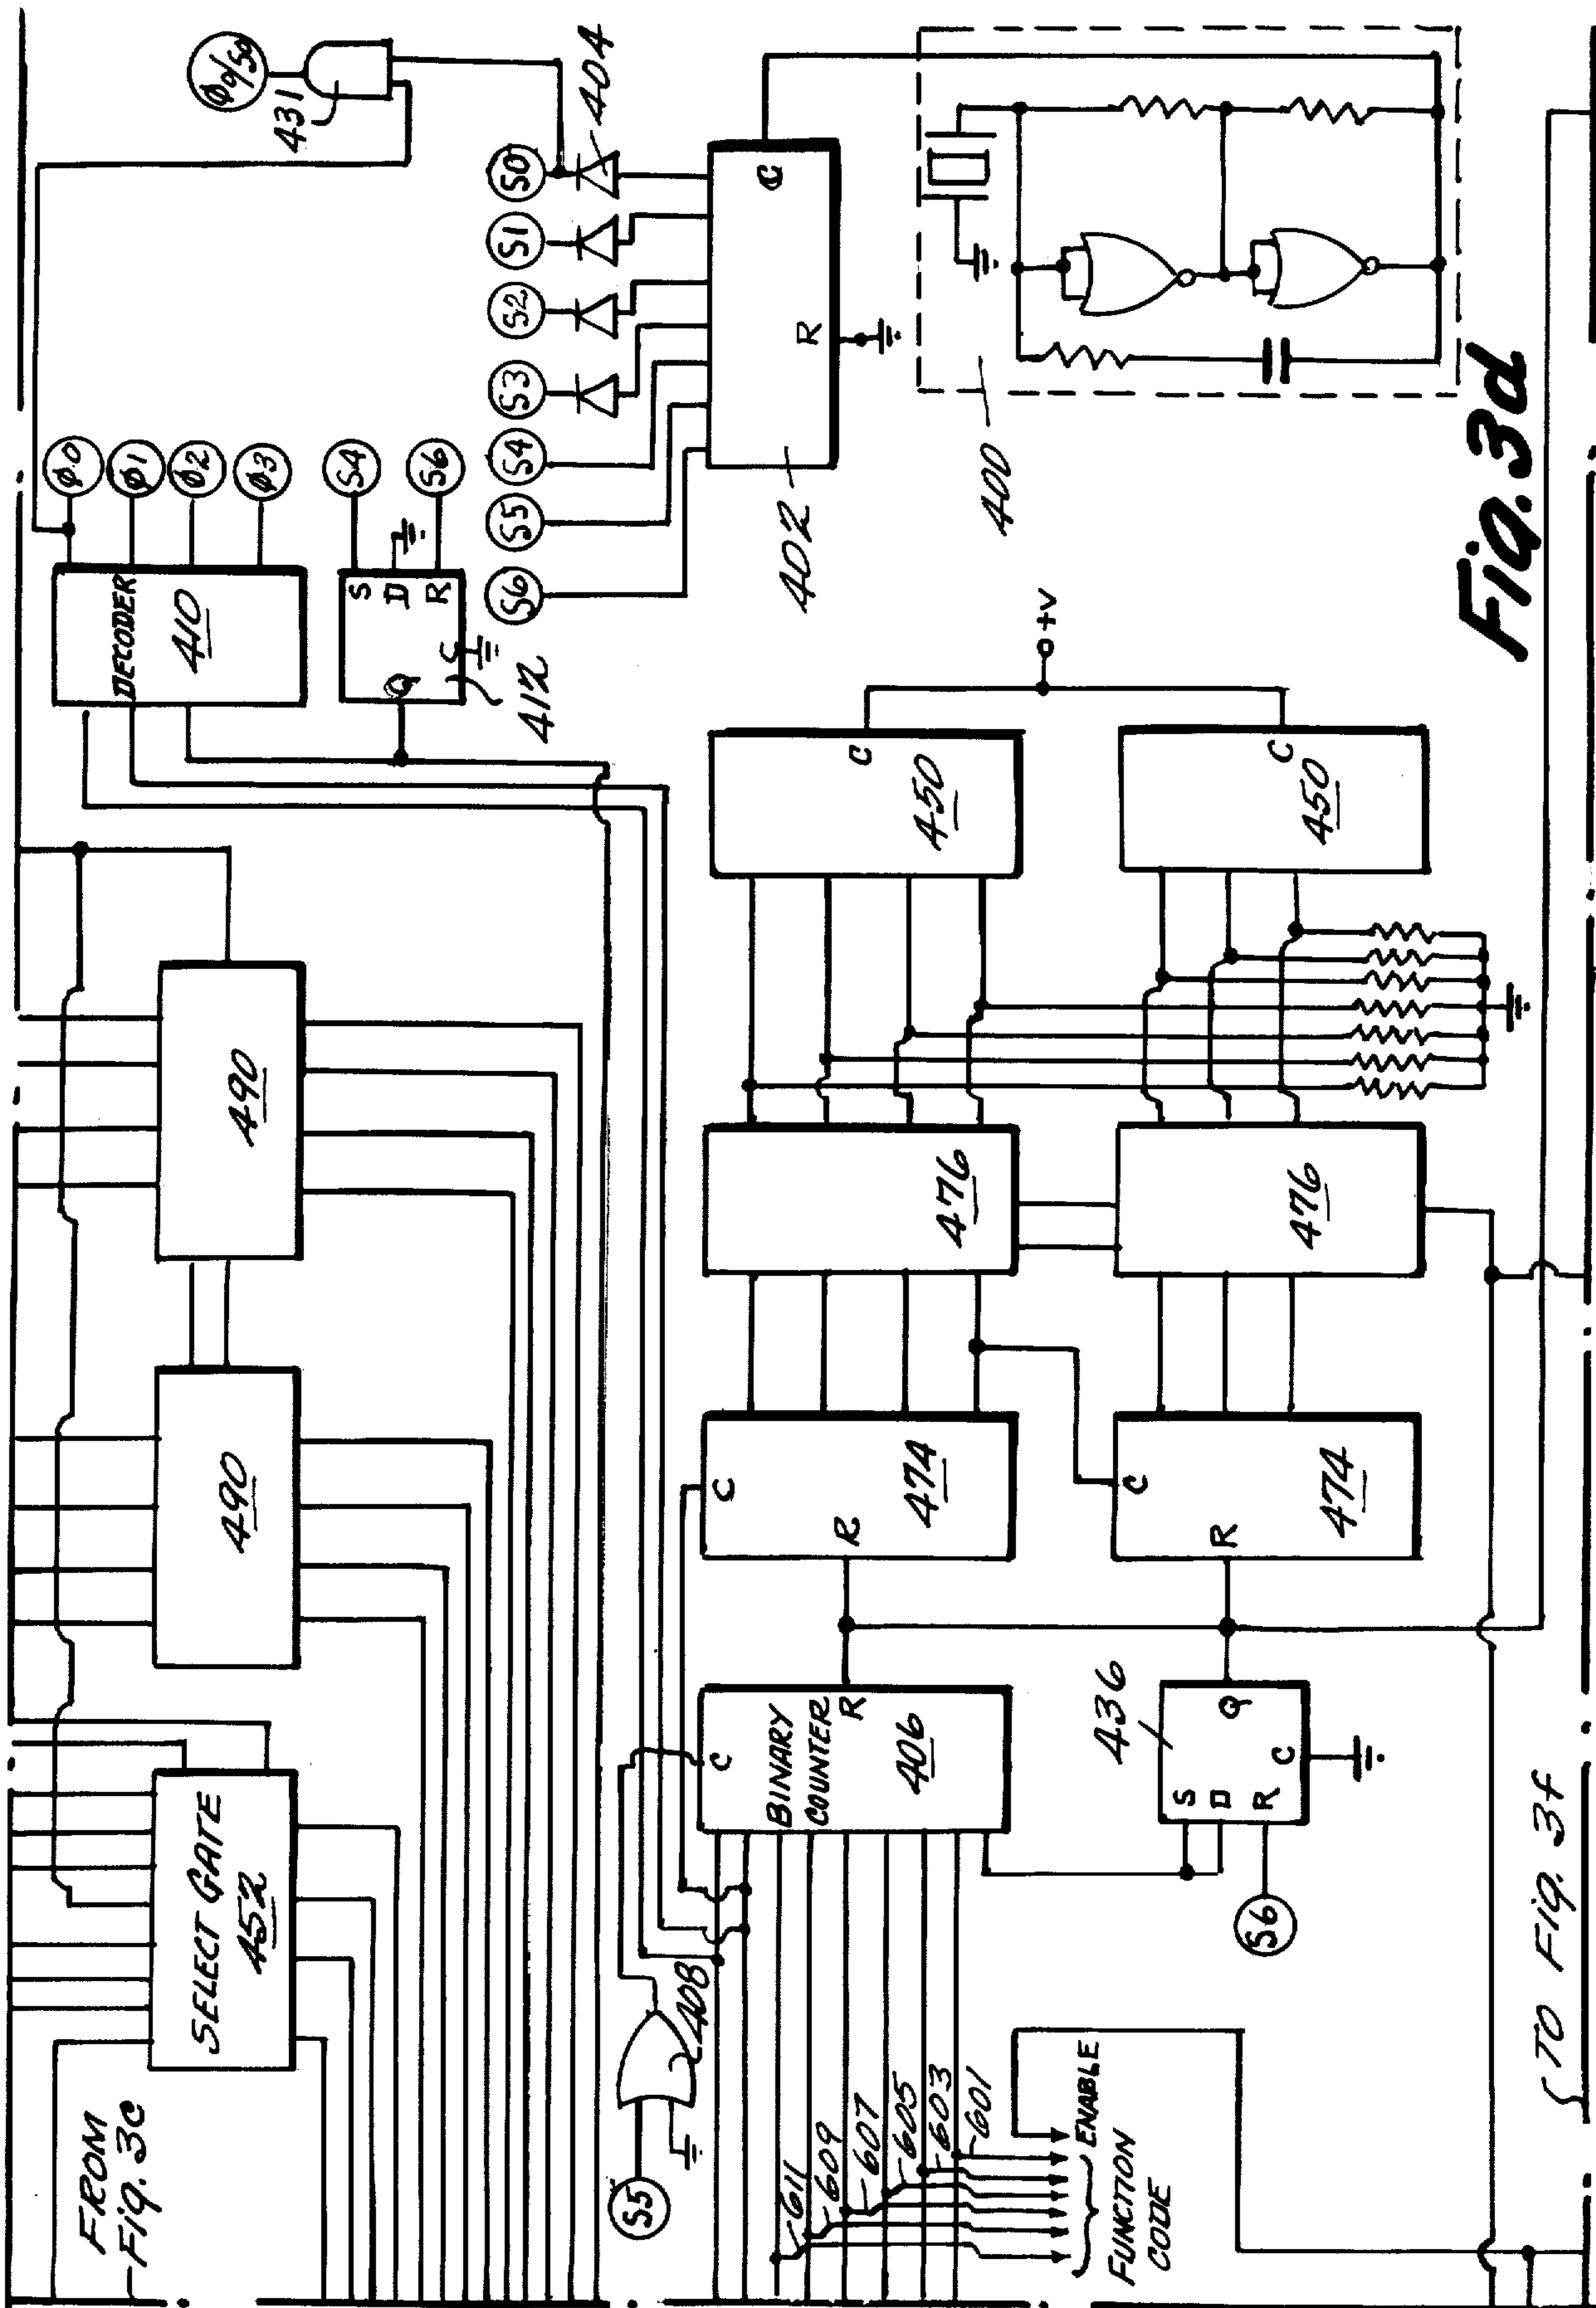 FROM
Fig. 3c
SELECT GATE
452
490
490
DECODER
410
φ0
φ1
φ2
φ3
φ0/S0
431
S
D
R
Q
C
412
S4
S6
S6
S5
S4
S3
S2
S1
S0
404
C
R
402
400
S5
408
C
BINARY
COUNTER
R
406
C
R
474
476
C
450
+V
611
609
607
605
603
601
ENABLE
FUNCTION
CODE
S6
436
S
D
R
Q
C
C
R
474
476
C
450
TO Fig. 3f
Fig. 3d